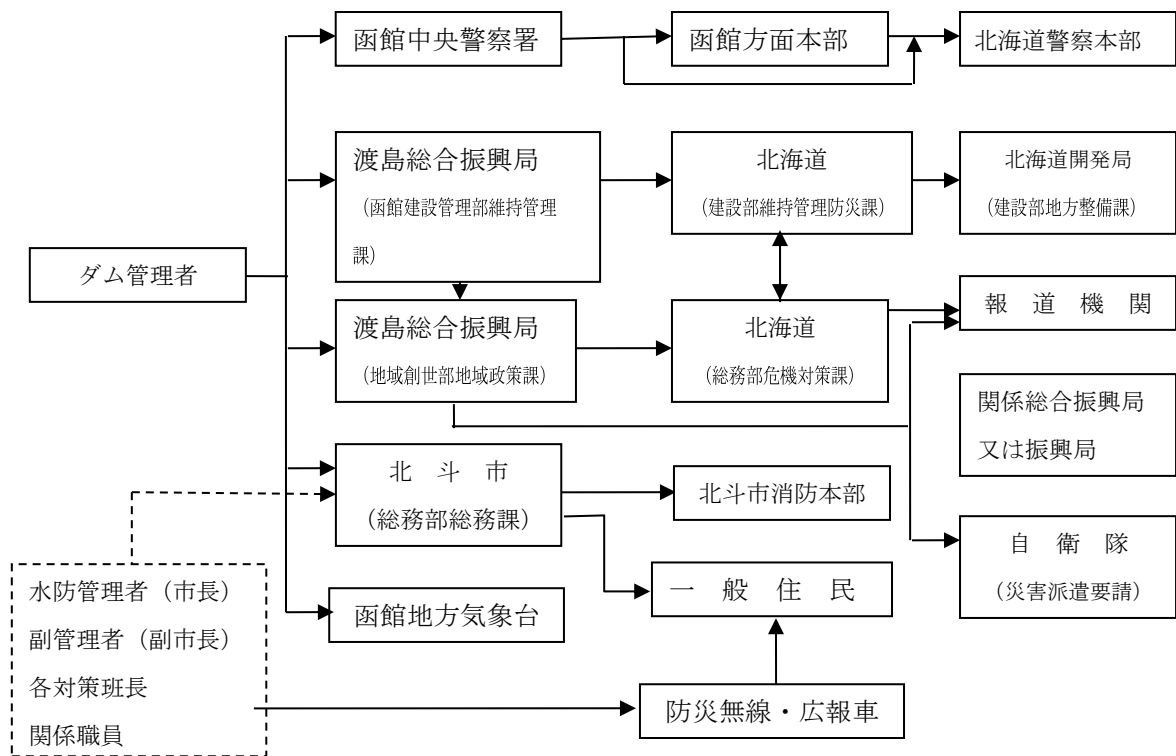 函館中央警察署
函館方面本部
北海道警察本部
渡島総合振興局
（函館建設管理部維持管理
課）
北海道
（建設部維持管理防災課）
北海道開発局
（建設部地方整備課）
ダム管理者
渡島総合振興局
（地域創世部地域政策課）
北海道
（総務部危機対策課）
報　道　機　関
関係総合振興局
又は振興局
北　斗　市
（総務部総務課）
北斗市消防本部
自　衛　隊
（災害派遣要請）
一　般　住　民
函館地方気象台
水防管理者（市長）
副管理者（副市長）
各対策班長
関係職員
防災無線・広報車